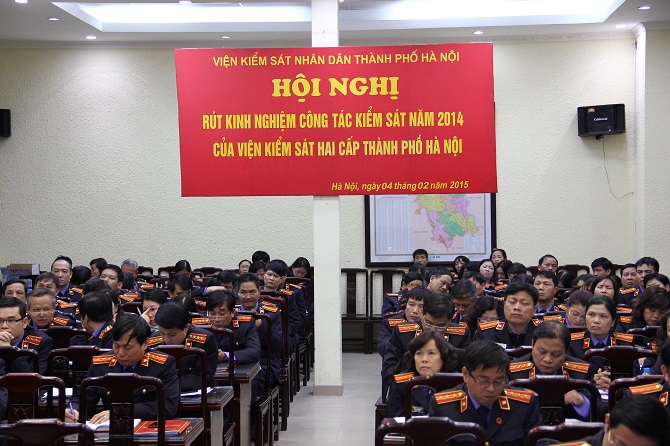 VIỆN KIỂM SÁT NHÂN DÂN THÀNH PHỐ HÀ NỘI
HỘI NGHỊ
RÚT KINH NGHIỆM CÔNG TÁC KIỂM SÁT NĂM 2014
CỦA VIỆN KIỂM SÁT HAI CẤP THÀNH PHỐ HÀ NỘI
Hà Nội, ngày 04 tháng 02 năm 2015